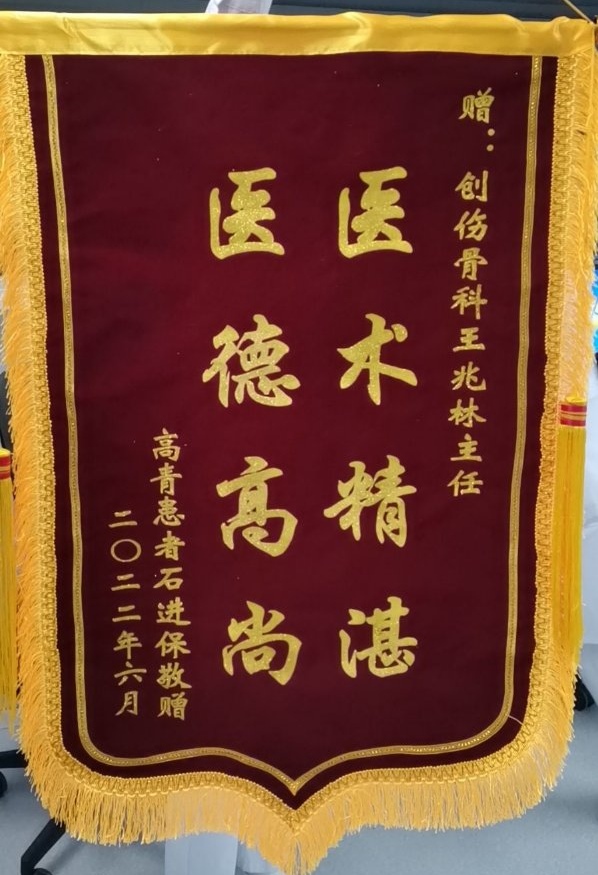 赠：创伤骨科王兆林主任
医术精湛
医德高尚
高青患者石进保敬赠
二〇二二年六月